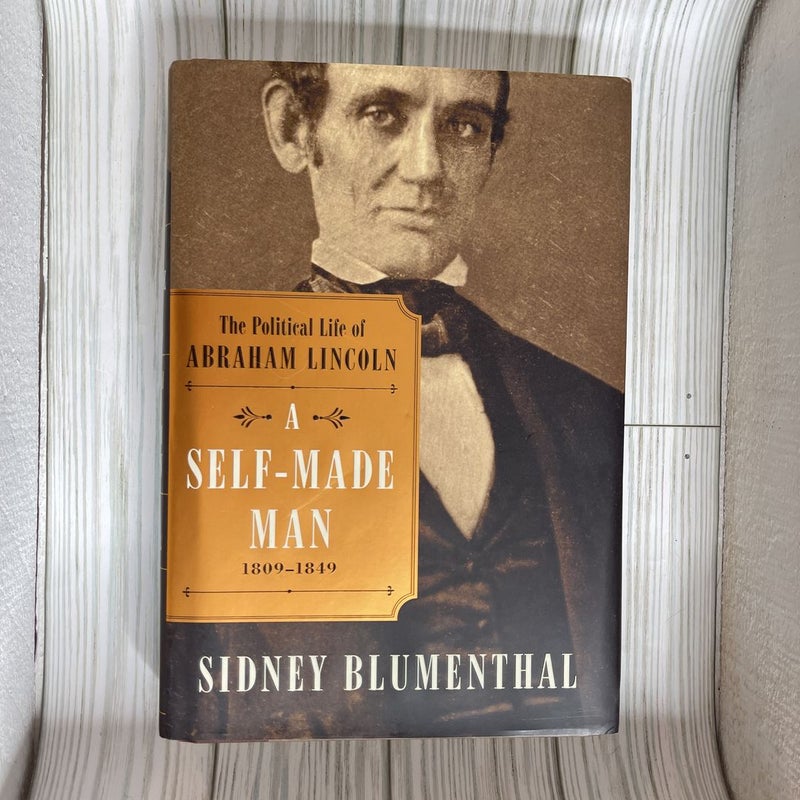 The Political Life of
ABRAHAM LINCOLN
A
SELF-MADE
MAN
1809–1849
SIDNEY BLUMENTHAL